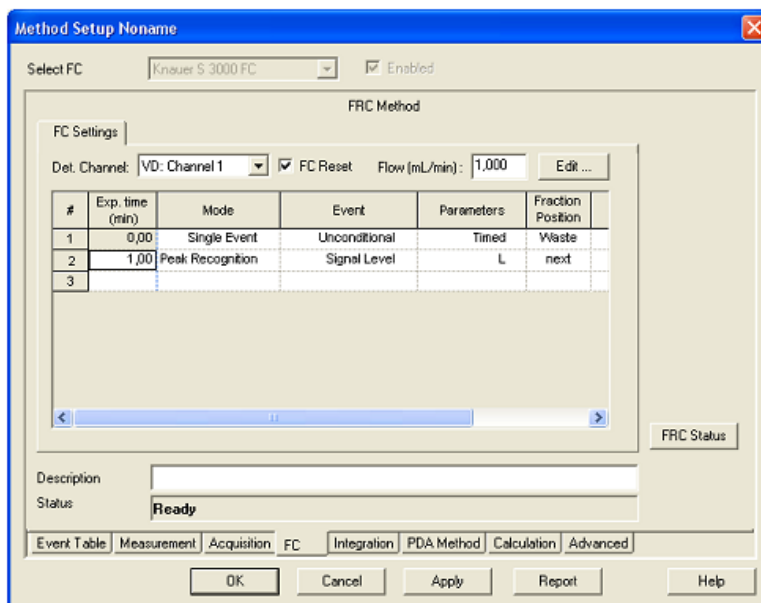 Method Setup Noname
Select FC Knauer S 3000 FC Enabled
FRC Method
FC Settings
Det. Channel: VD: Channel 1 FC Reset Flow (mL/min) : 1,000 Edit ...
# Exp. time (min) Mode Event Parameters Fraction Position
1 0,00 Single Event Unconditional Timed Waste
2 1,00 Peak Recognition Signal Level L next
3
FRC Status
Description
Status Ready
Event Table Measurement Acquisition FC Integration PDA Method Calculation Advanced
OK Cancel Apply Report Help